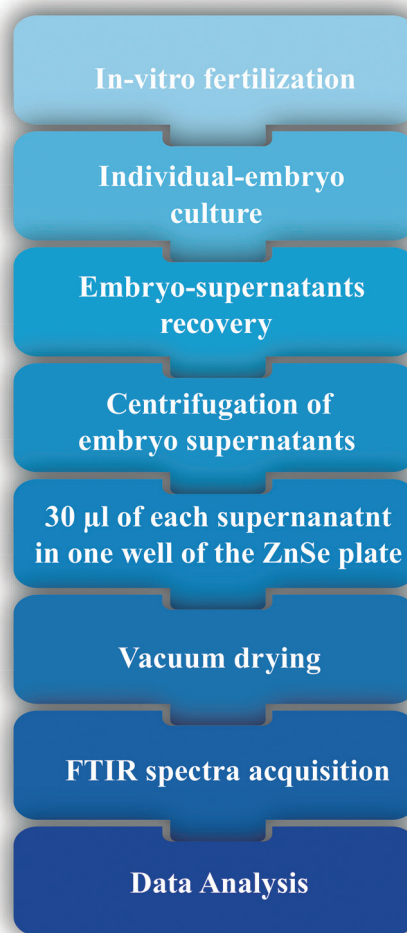 In-vitro fertilization
Individual-embryo
culture
Embryo-supernatants
recovery
Centrifugation of
embryo supernatants
30 µl of each supernanatnt
in one well of the ZnSe plate
Vacuum drying
FTIR spectra acquisition
Data Analysis